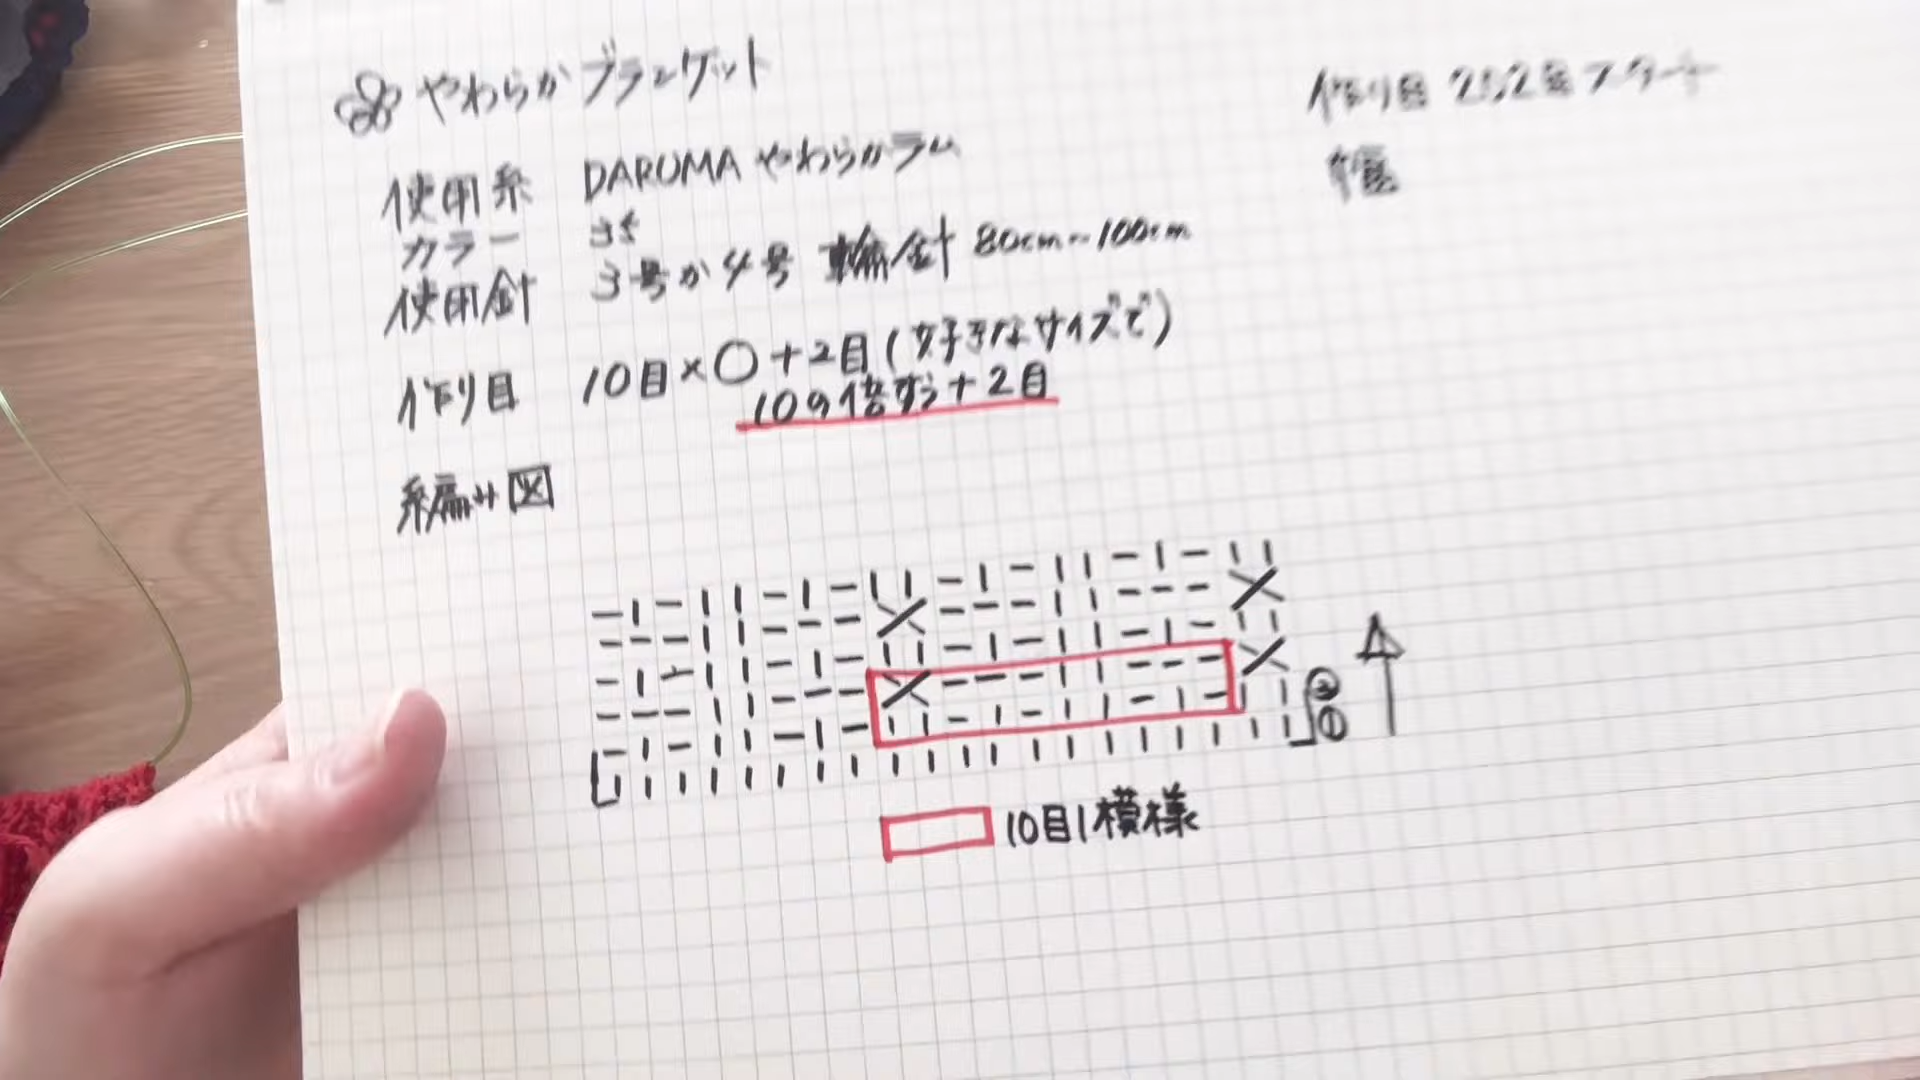 やわらかブランケット
使用糸 DARUMA やわらかラム
カラー 35
使用針 3号か4号 輪針 80cm~100cm
作り目 10目×〇+2目(好きなサイズで)
10の倍数+2目
編み図
②
①
10目1模様
作り目 252目スタート
幅